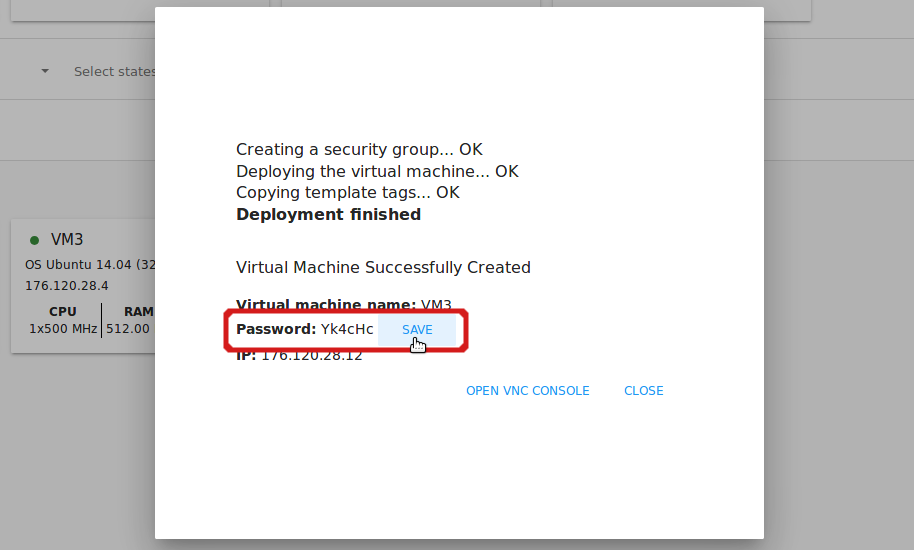 Select states
Creating a security group... OK
Deploying the virtual machine... OK
Copying template tags... OK
Deployment finished
Virtual Machine Successfully Created
VM3
OS Ubuntu 14.04 (32
176.120.28.4
CPU RAM
1x500 MHz 512.00
Virtual machine name: VM3
Password: Yk4cHc SAVE
IP: 176.120.28.12
OPEN VNC CONSOLE CLOSE